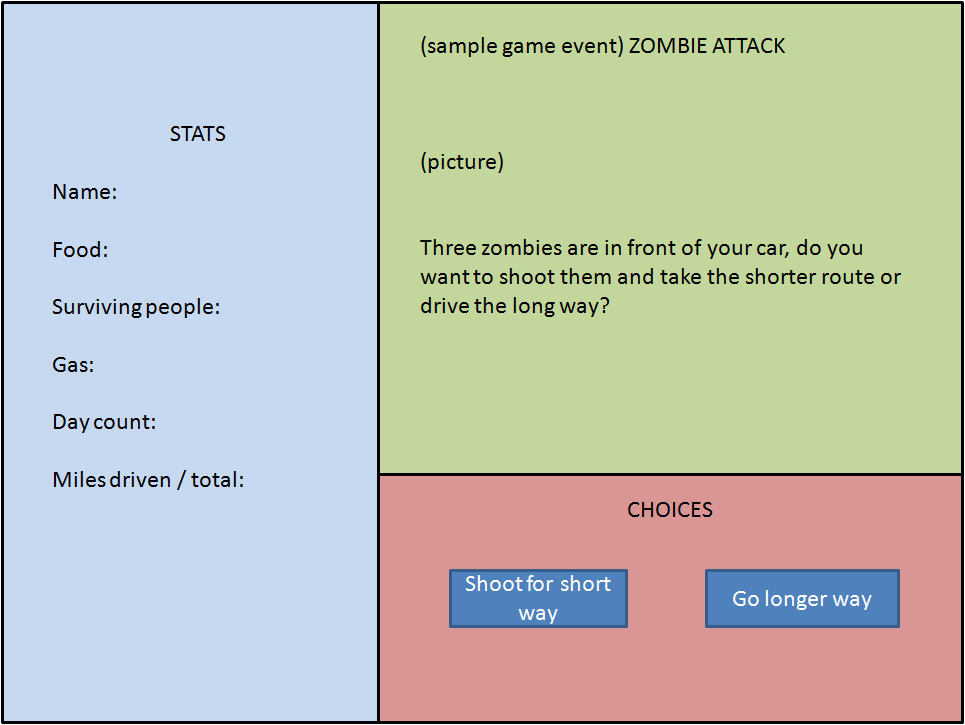 STATS
Name:
Food:
Surviving people:
Gas:
Day count:
Miles driven / total:
(sample game event) ZOMBIE ATTACK
(picture)
Three zombies are in front of your car, do you
want to shoot them and take the shorter route or
drive the long way?
CHOICES
Shoot for short
way
Go longer way